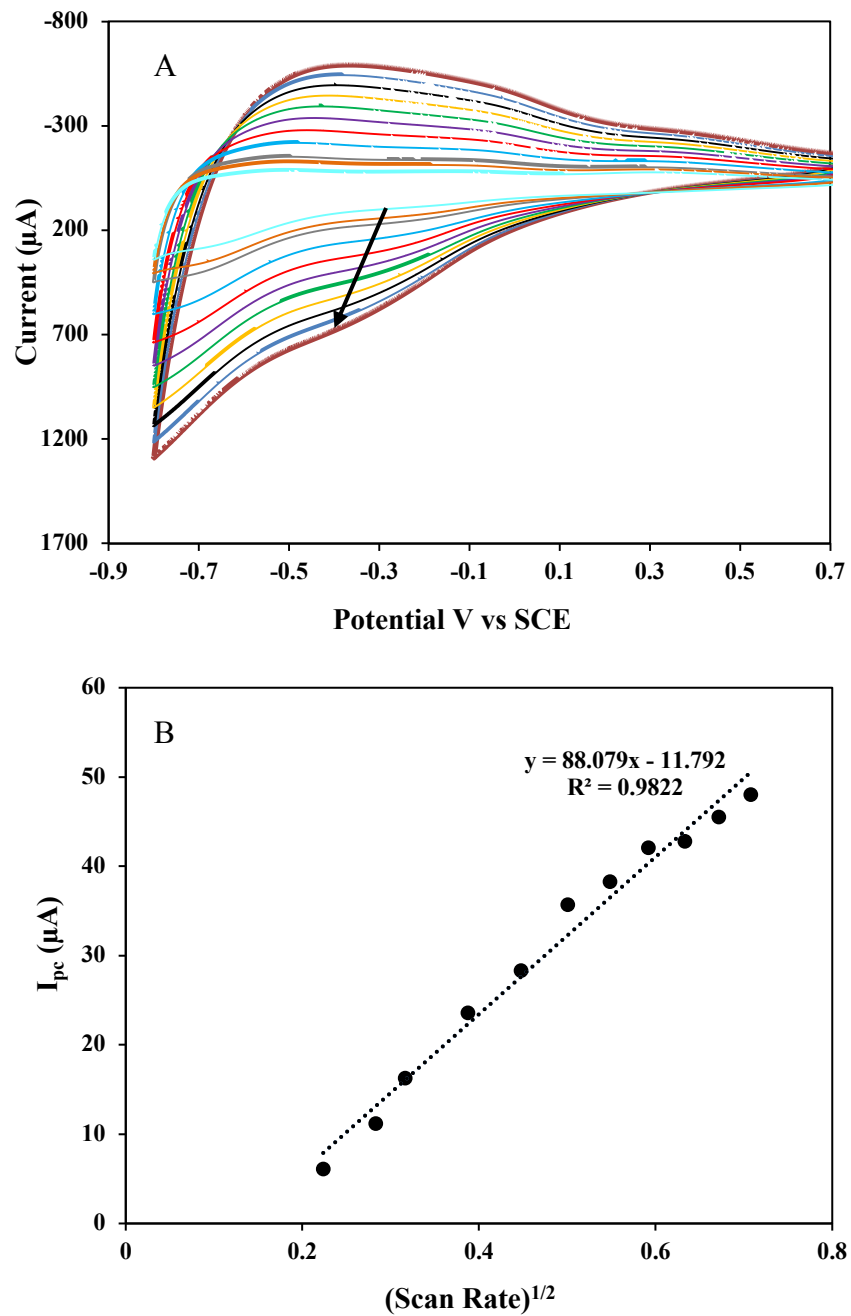 A
-800
-300
200
700
1200
1700
Current (µA)
-0.9 -0.7 -0.5 -0.3 -0.1 0.1 0.3 0.5 0.7
Potential V vs SCE
B
y = 88.079x - 11.792
R² = 0.9822
60
50
40
30
20
10
0
I_pc (µA)
0 0.2 0.4 0.6 0.8
(Scan Rate)^1/2